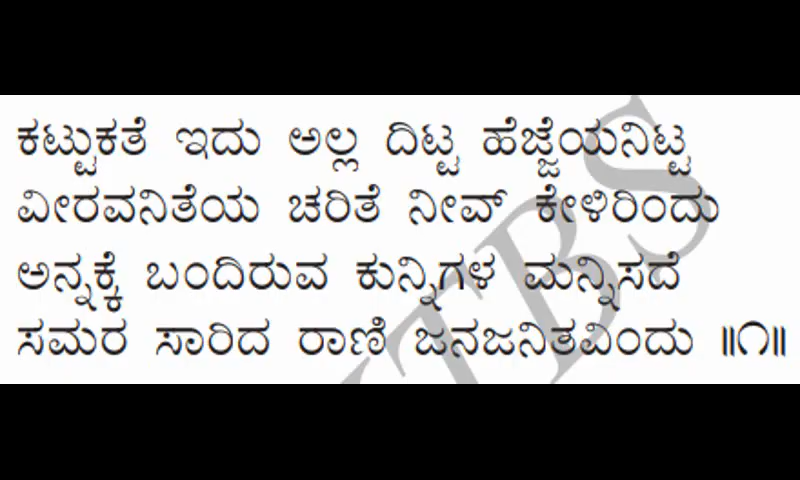 ಕಟ್ಟುಕತೆ ಇದು ಅಲ್ಲ ದಿಟ್ಟ ಹೆಜ್ಜೆಯನಿಟ್ಟ
ವೀರವನಿತೆಯ ಚರಿತೆ ನೀವ್ ಕೇಳಿರಿಂದು
ಅನ್ನಕ್ಕೆ ಬಂದಿರುವ ಕುನ್ನಿಗಳ ಮನ್ನಿಸದೆ
ಸಮರ ಸಾರಿದ ರಾಣಿ ಜನಜನಿತವಿಂದು ॥೧॥